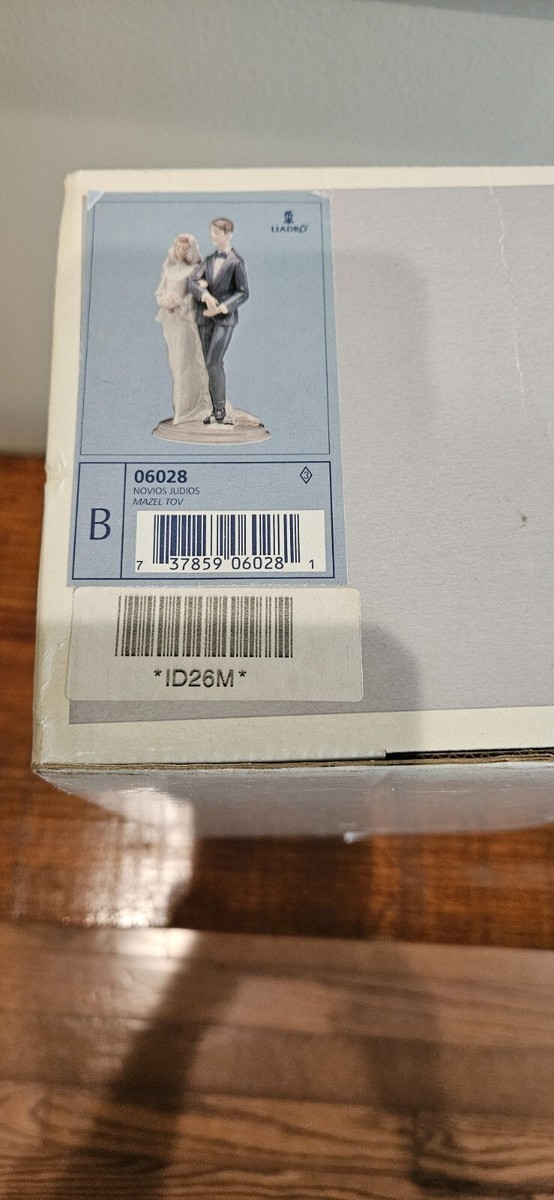 LLADRÓ
06028
3
NOVIOS JUDIOS
MAZEL TOV
B
7 37859 06028 1
*ID26M*